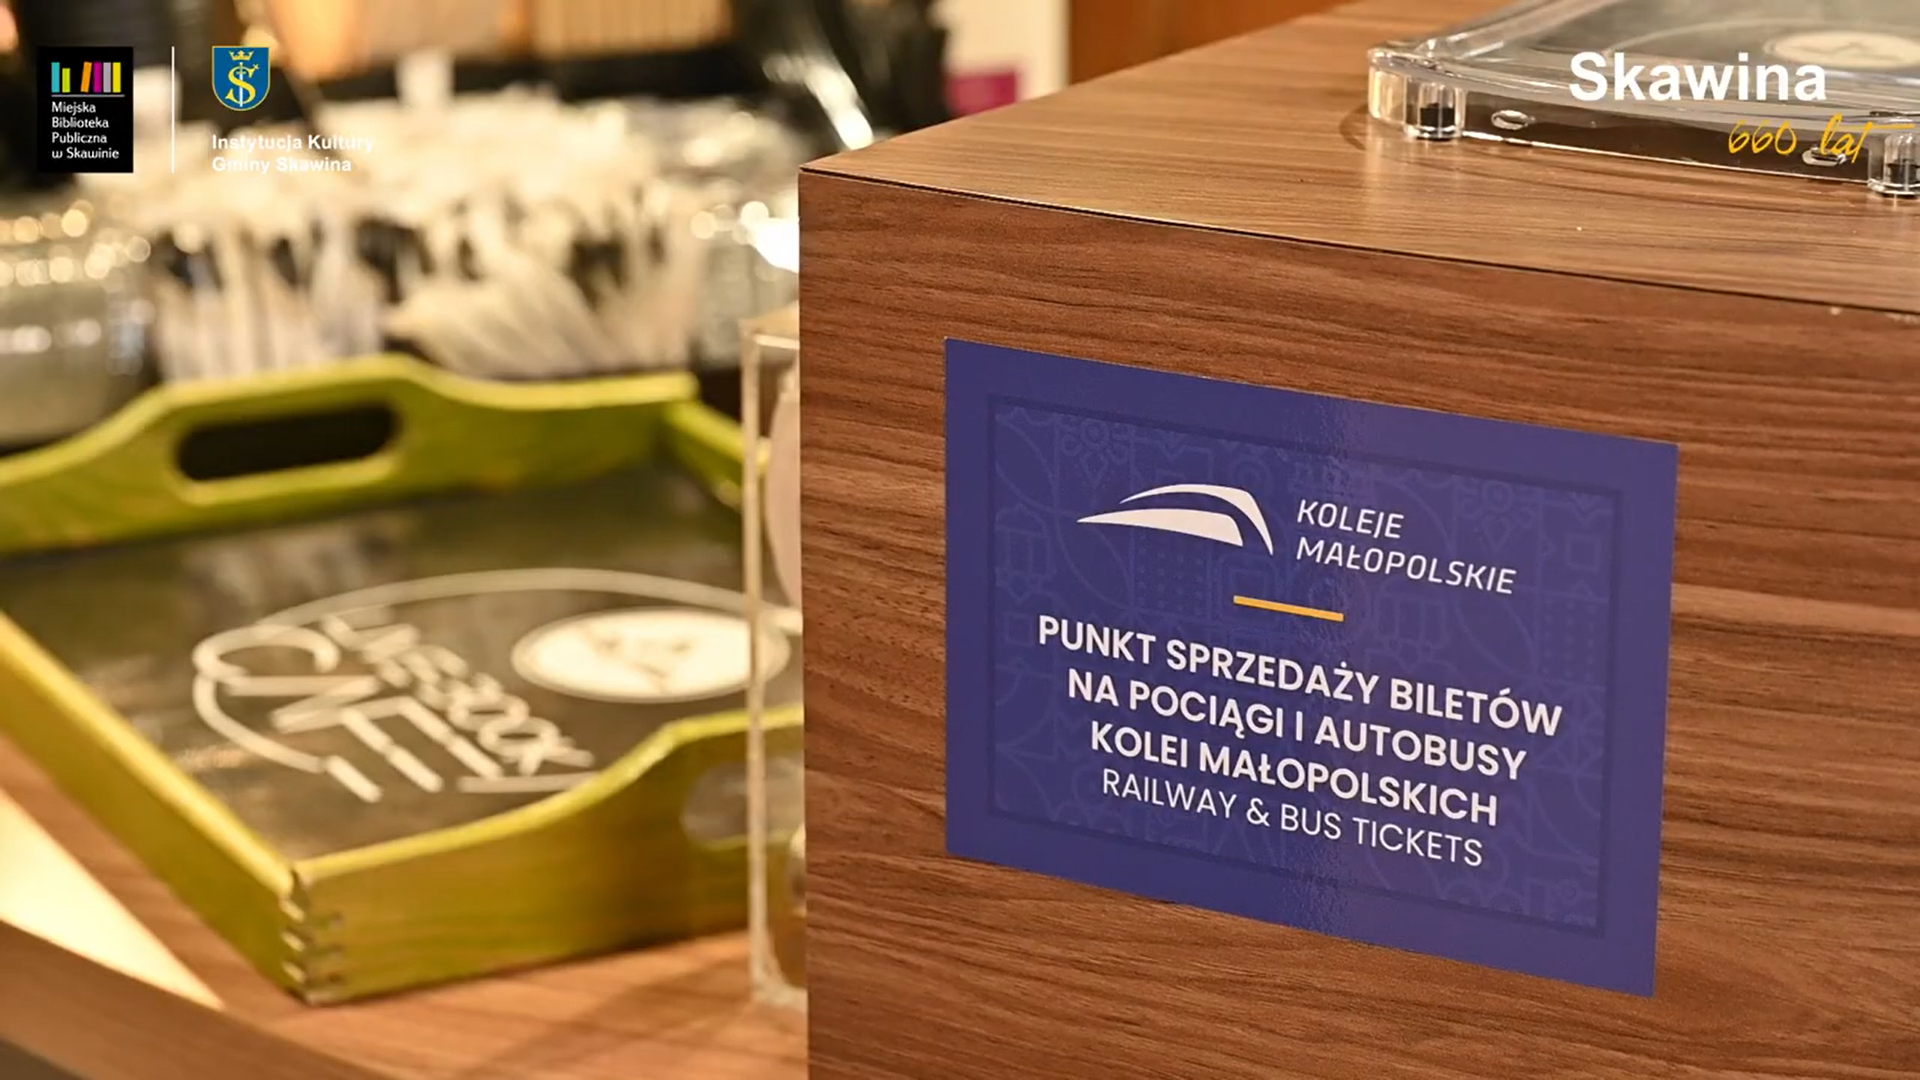 Miejska
Biblioteka
Publiczna
w Skawinie
Instytucja Kultury
Gminy Skawina
Skawina
660 lat
KOLEJE
MAŁOPOLSKIE
PUNKT SPRZEDAŻY BILETÓW
NA POCIĄGI I AUTOBUSY
KOLEI MAŁOPOLSKICH
RAILWAY & BUS TICKETS